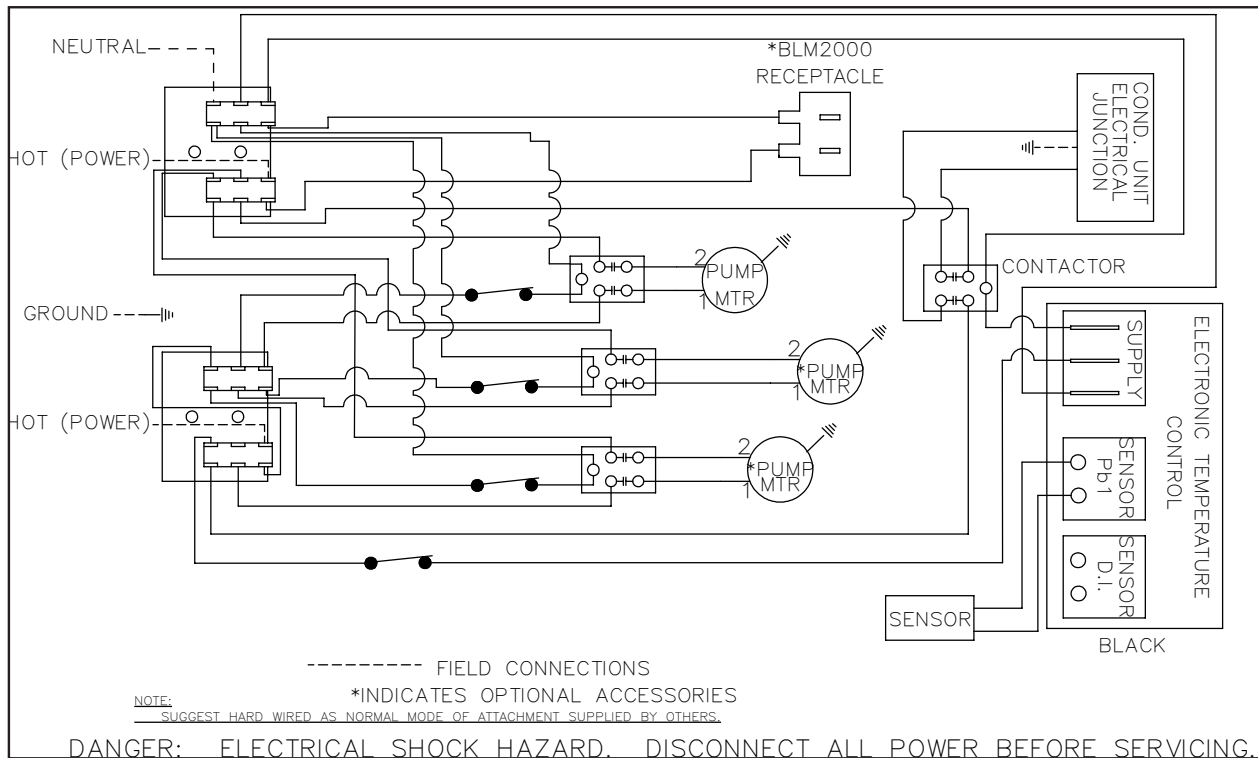 NEUTRAL
*BLM2000
RECEPTACLE
COND. UNIT
ELECTRICAL
JUNCTION
HOT (POWER)
2
PUMP
MTR
1
CONTACTOR
GROUND
2
*PUMP
MTR
1
SUPPLY
ELECTRONIC TEMPERATURE
CONTROL
HOT (POWER)
2
*PUMP
MTR
1
SENSOR
Pb1
SENSOR
D.I.
SENSOR
BLACK
FIELD CONNECTIONS
*INDICATES OPTIONAL ACCESSORIES
NOTE:
SUGGEST HARD WIRED AS NORMAL MODE OF ATTACHMENT SUPPLIED BY OTHERS.
DANGER: ELECTRICAL SHOCK HAZARD. DISCONNECT ALL POWER BEFORE SERVICING.